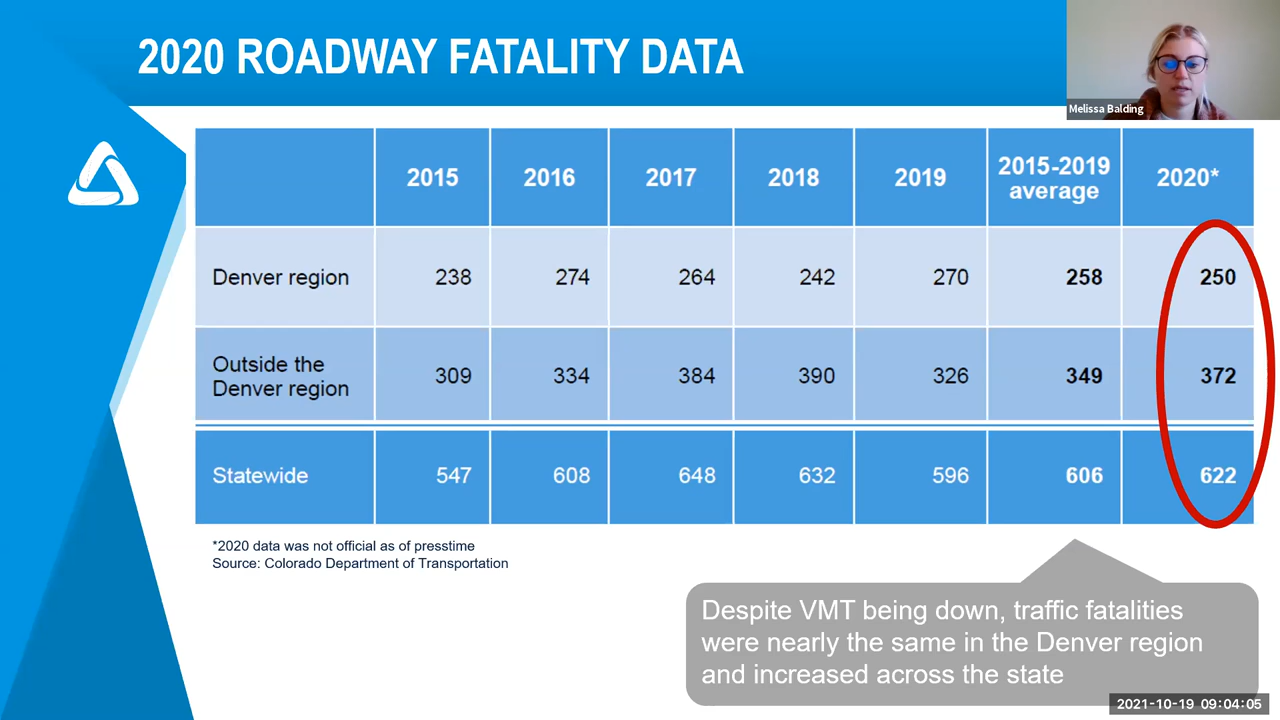 2020 ROADWAY FATALITY DATA
Melissa Balding
2015 2016 2017 2018 2019 2015-2019 average 2020*
Denver region 238 274 264 242 270 258 250
Outside the Denver region 309 334 384 390 326 349 372
Statewide 547 608 648 632 596 606 622
*2020 data was not official as of presstime
Source: Colorado Department of Transportation
Despite VMT being down, traffic fatalities
were nearly the same in the Denver region
and increased across the state
2021-10-19 09:04:05